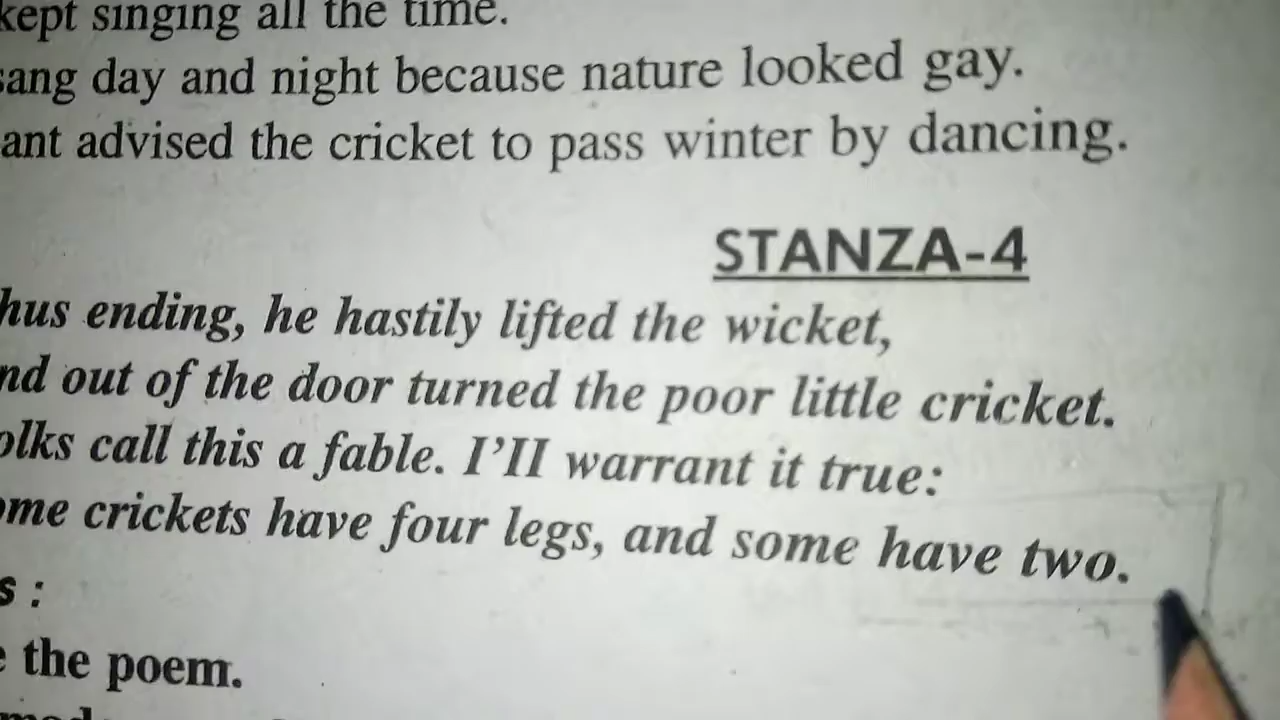 kept singing all the time.
sang day and night because nature looked gay.
ant advised the cricket to pass winter by dancing.
STANZA-4
hus ending, he hastily lifted the wicket,
nd out of the door turned the poor little cricket.
olks call this a fable. I'II warrant it true:
ome crickets have four legs, and some have two.
s :
the poem.